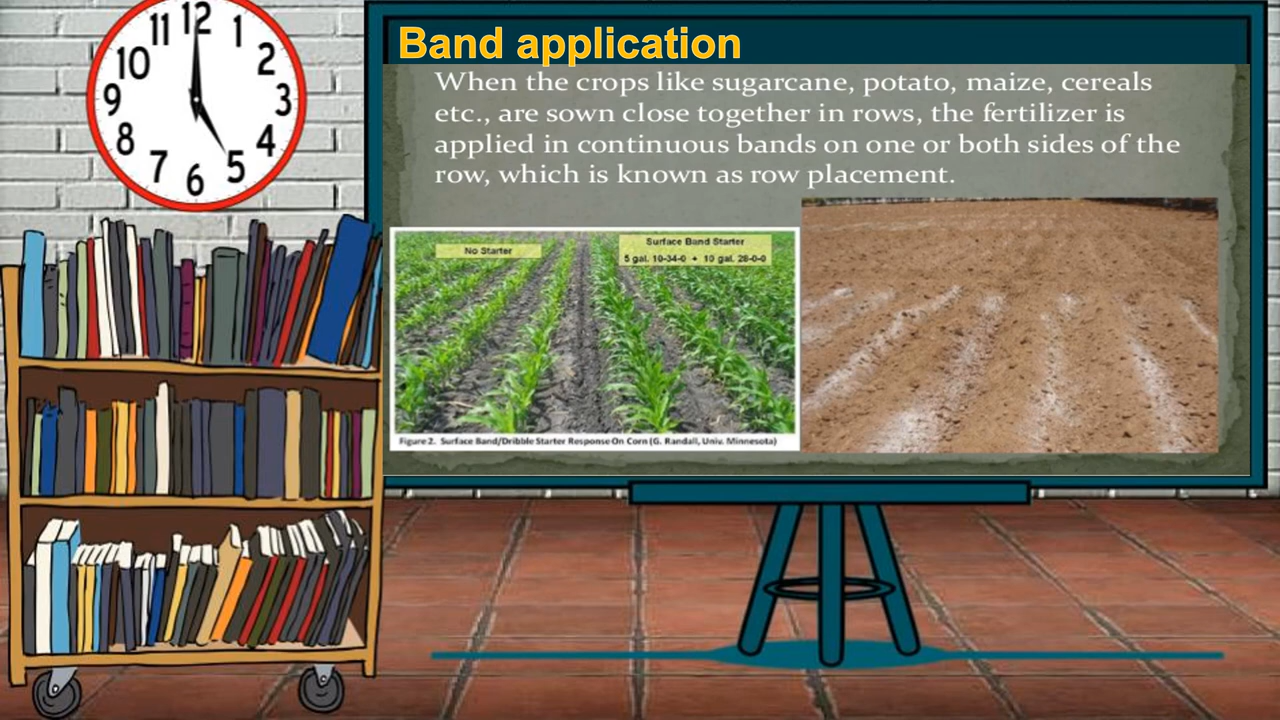 12
11
1
10
2
9
3
8
4
7
5
6
Band application
When the crops like sugarcane, potato, maize, cereals
etc., are sown close together in rows, the fertilizer is
applied in continuous bands on one or both sides of the
row, which is known as row placement.
No Starter
Surface Band Starter
5 gal. 10-34-0 + 10 gal. 28-0-0
Figure 2. Surface Band/Dribble Starter Response On Corn (G. Randall, Univ. Minnesota)